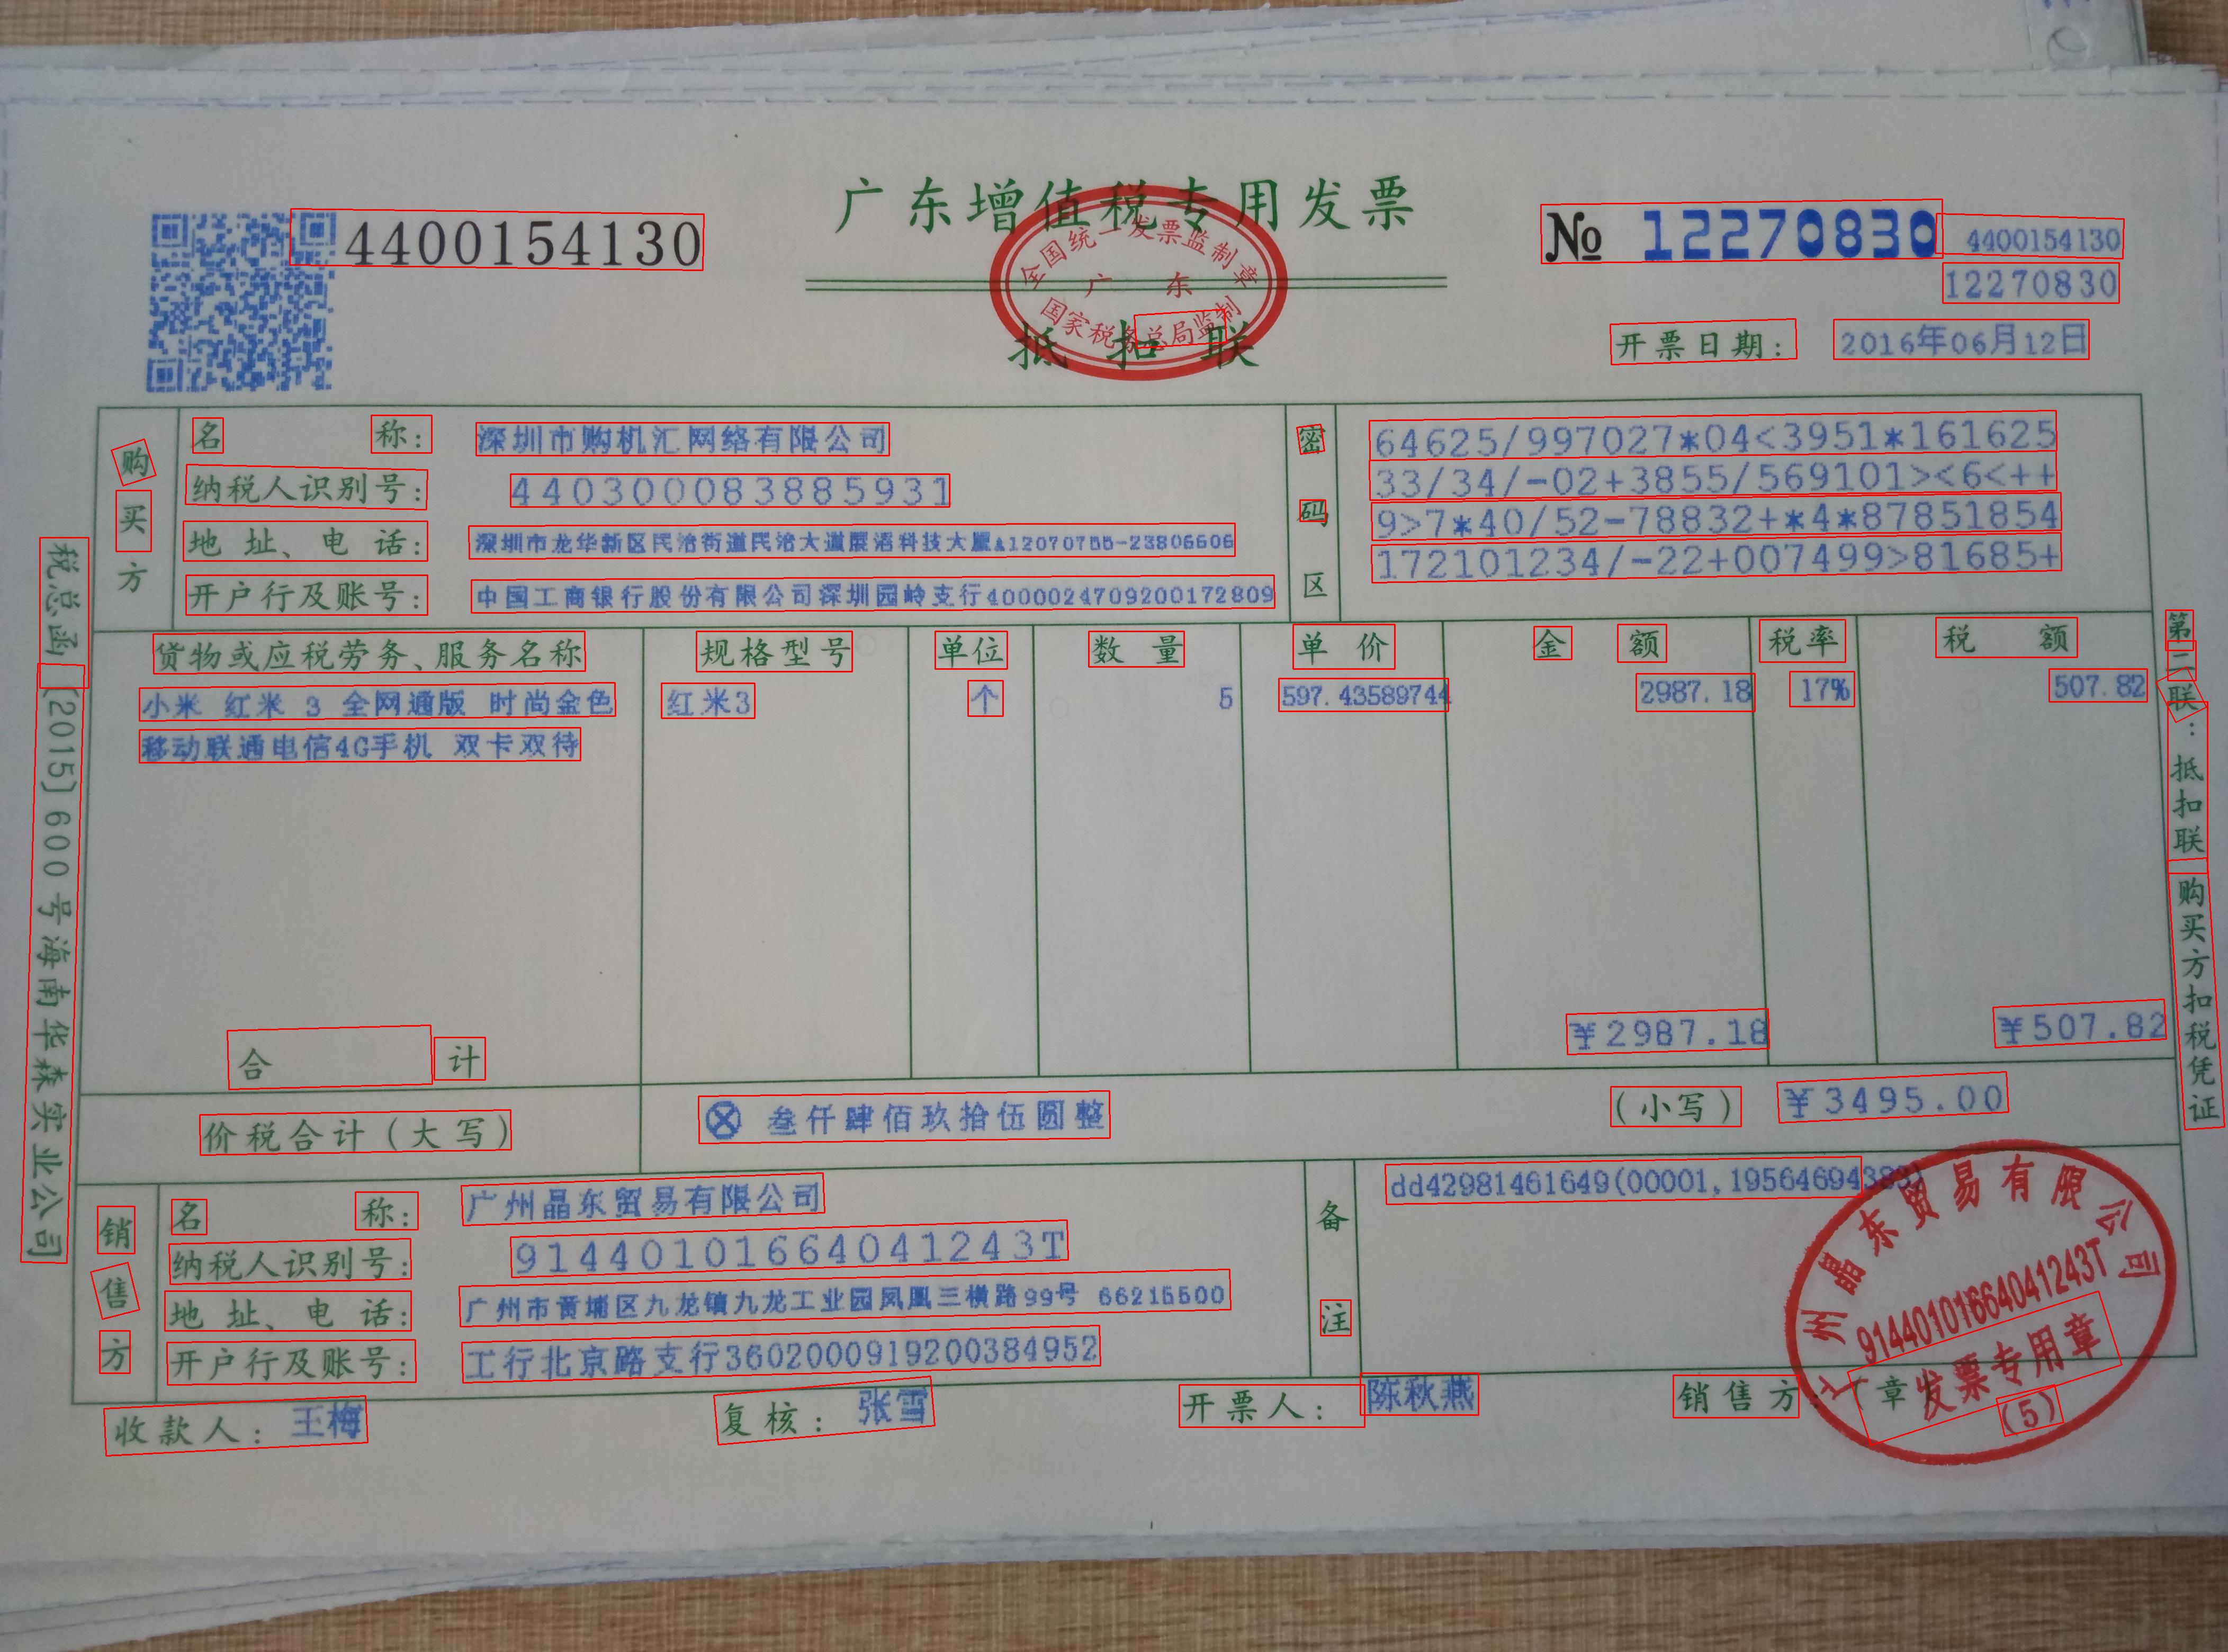 广东增值税专用发票
4400154130
№ 12270830
4400154130
12270830
全国统一发票监制章
广 东
国家税务总局监制
抵 扣 联
开票日期: 2016年06月12日
购买方
名 称: 深圳市购机汇网络有限公司
纳税人识别号: 440300083885931
地 址、电 话: 深圳市龙华新区民治街道民治大道展滔科技大厦A12070755-23806606
开户行及账号: 中国工商银行股份有限公司深圳园岭支行4000024709200172809
密码区
64625/997027*04<3951*161625
33/34/-02+3855/569101><6<++
9>7*40/52-78832+*4*87851854
172101234/-22+007499>81685+
货物或应税劳务、服务名称 规格型号 单位 数 量 单 价 金 额 税率 税 额
小米 红米 3 全网通版 时尚金色 红米3 个 5 597.43589744 2987.18 17% 507.82
移动联通电信4G手机 双卡双待
合 计 ¥2987.18 ¥507.82
价税合计(大写) ⊗ 叁仟肆佰玖拾伍圆整 (小写) ¥3495.00
销售方
名 称: 广州晶东贸易有限公司
纳税人识别号: 91440101664041243T
地 址、电 话: 广州市黄埔区九龙镇九龙工业园凤凰三横路99号 66215500
开户行及账号: 工行北京路支行3602000919200384952
备注
dd42981461649(00001,19564694383)
广州晶东贸易有限公司
91440101664041243T
发票专用章
(5)
收款人: 王梅 复核: 张雪 开票人: 陈秋燕 销售方:(章
税总函[2015]600号海南华森实业公司
第二联:抵扣联 购买方扣税凭证